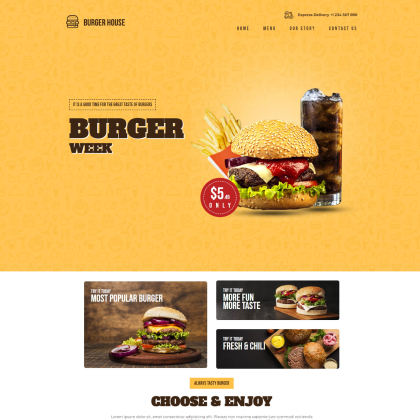 BURGER HOUSE
Express Delivery +1 234 567 890
HOME MENU OUR STORY CONTACT US
IT IS A GOOD TIME FOR THE GREAT TASTE OF BURGERS
BURGER
WEEK
$5.49
ONLY
TRY IT TODAY
MOST POPULAR BURGER
TRY IT TODAY
MORE FUN
MORE TASTE
TRY IT TODAY
FRESH & CHILI
ALWAYS TASTY BURGER
CHOOSE & ENJOY
Lorem ipsum dolor sit amet, consectetur adipiscing elit.